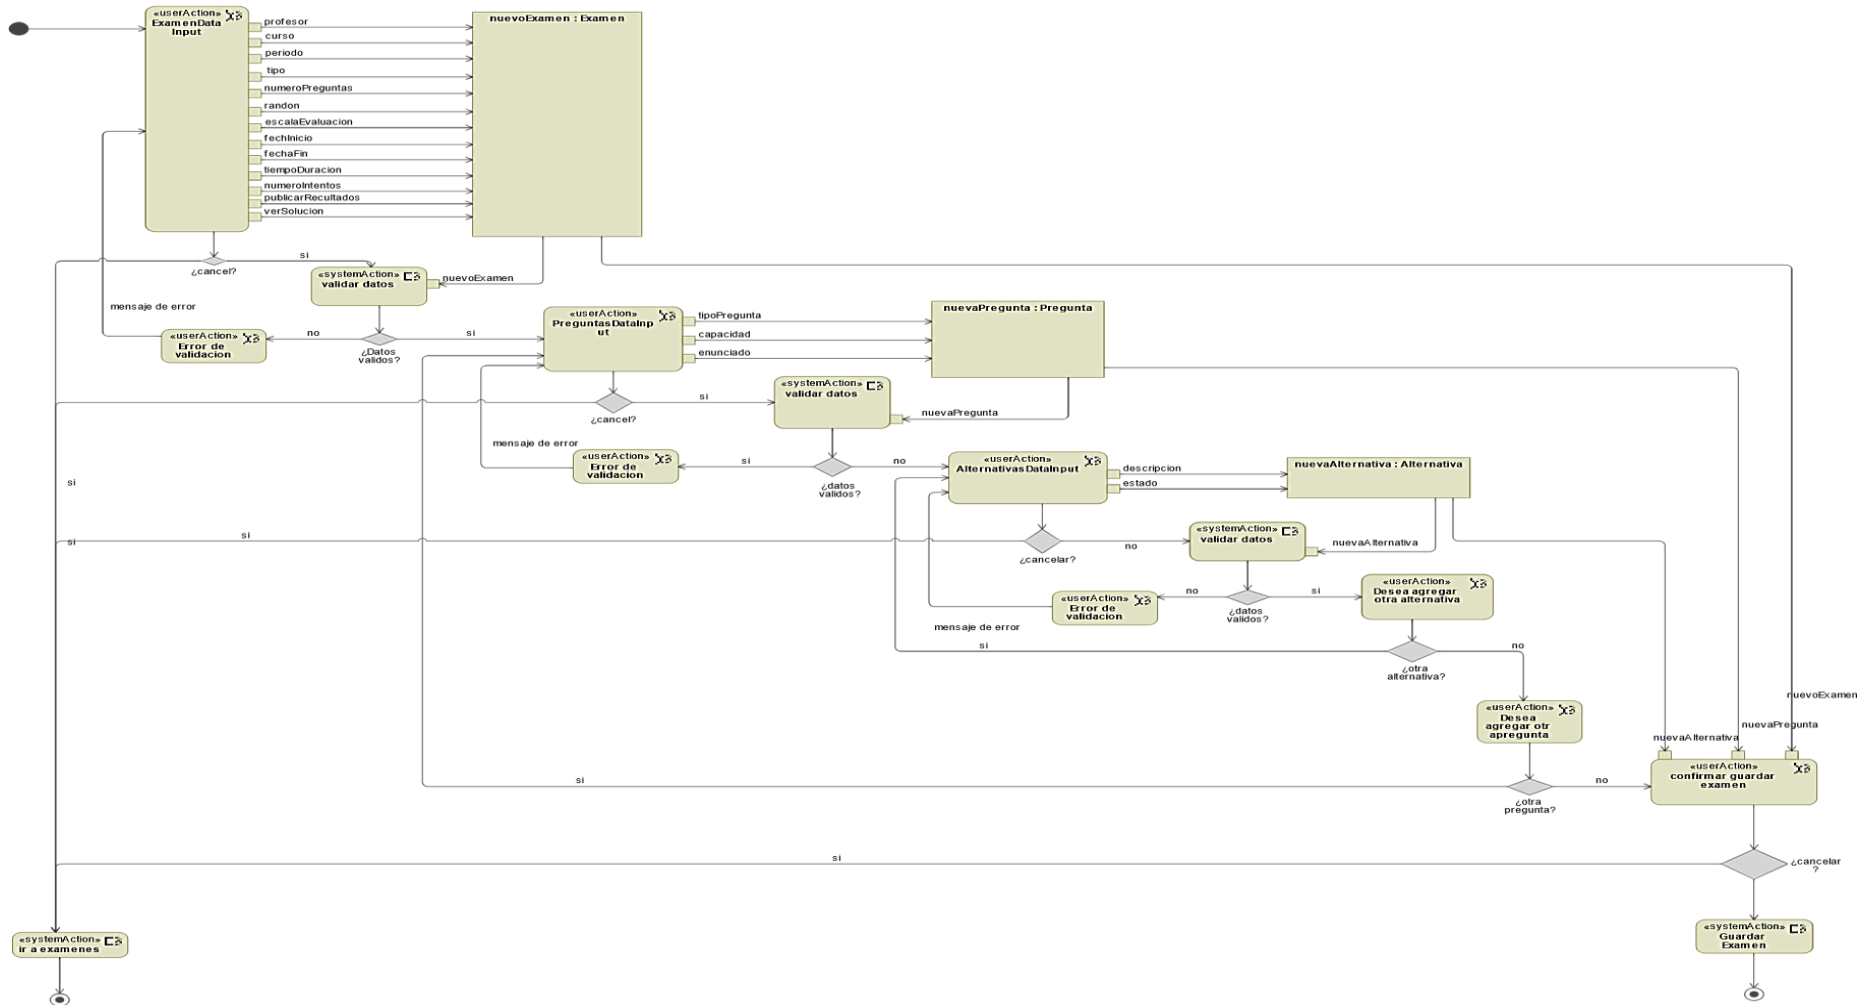 «userAction»
ExamenData
Input
profesor
curso
periodo
tipo
numeroPreguntas
randon
escalaEvaluacion
fechInicio
fechaFin
tiempoDuracion
numeroIntentos
publicarRecultados
verSolucion
nuevoExamen : Examen
¿cancel?
si
«systemAction»
validar datos
nuevoExamen
mensaje de error
«userAction»
Error de
validacion
no
¿Datos
validos?
si
«userAction»
PreguntasDataInp
ut
tipoPregunta
capacidad
enunciado
nuevaPregunta : Pregunta
¿cancel?
si
«systemAction»
validar datos
nuevaPregunta
mensaje de error
«userAction»
Error de
validacion
si
¿datos
validos?
no
«userAction»
AlternativasDataInput
descripcion
estado
nuevaAlternativa : Alternativa
si
si
si
¿cancelar?
no
«systemAction»
validar datos
nuevaAlternativa
«userAction»
Error de
validacion
mensaje de error
no
¿datos
validos?
si
«userAction»
Desea agregar
otra alternativa
si
¿otra
alternativa?
no
«userAction»
Desea
agregar otr
apregunta
nuevoExamen
nuevaPregunta
nuevaAlternativa
si
¿otra
pregunta?
no
«userAction»
confirmar guardar
examen
si
¿cancelar
?
«systemAction»
ir a examenes
«systemAction»
Guardar
Examen